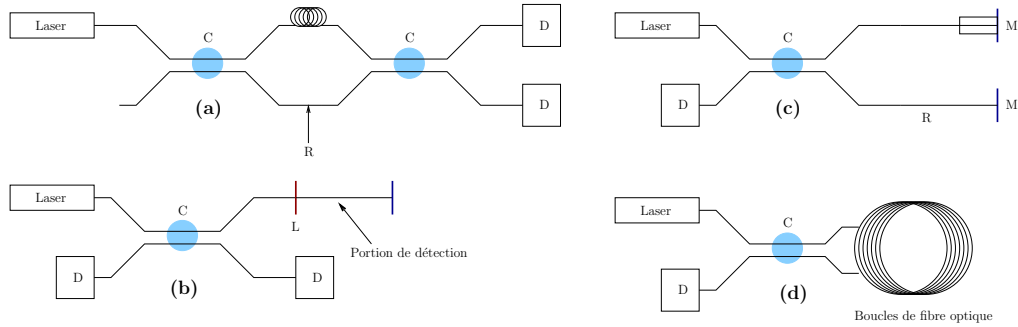 Laser
C
C
D
D
(a)
R
Laser
C
L
Portion de détection
D
D
(b)
Laser
C
M
D
(c)
R
M
Laser
C
D
(d)
Boucles de fibre optique